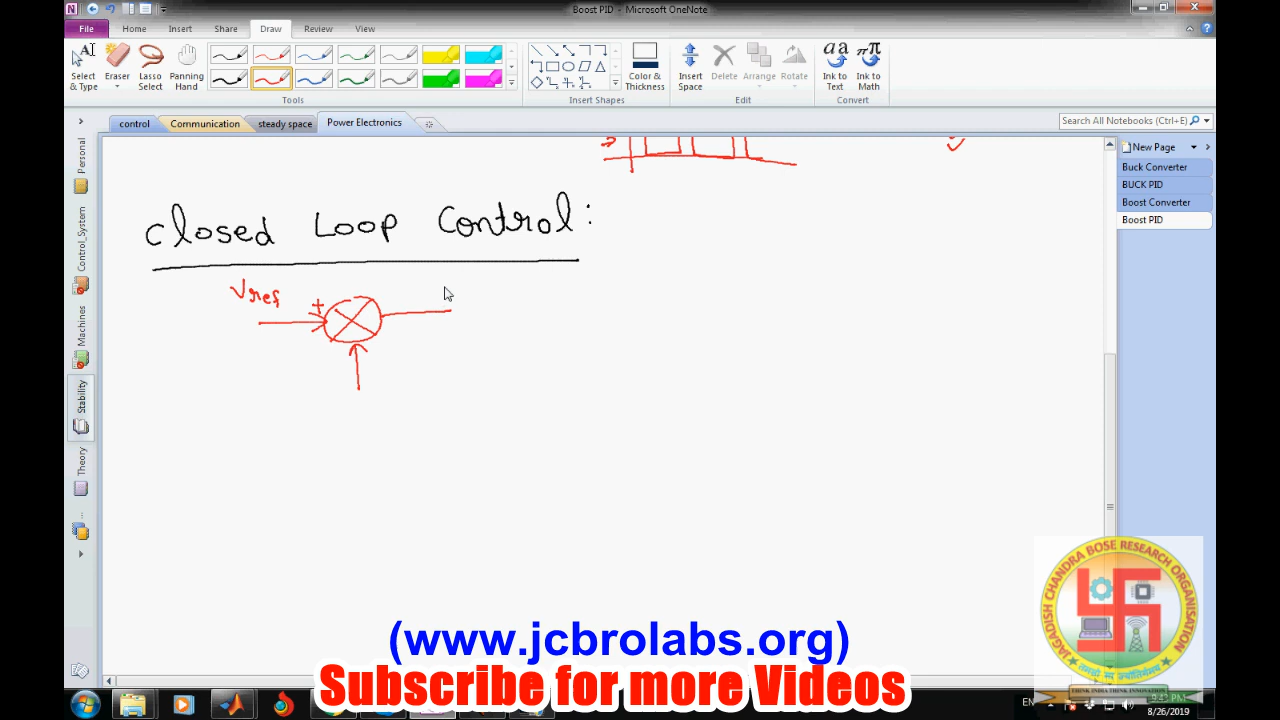 Boost PID - Microsoft OneNote
File Home Insert Share Draw Review View
Select & Type
Eraser
Lasso Select
Panning Hand
Color & Thickness
Insert Space
Delete
Arrange
Rotate
Ink to Text
Ink to Math
Tools Insert Shapes Edit Convert
control Communication steady space Power Electronics
Search All Notebooks (Ctrl+E)
New Page
Buck Converter
BUCK PID
Boost Converter
Boost PID
Personal
Control_System
Machines
Stability
Theory
Closed Loop Control:
Vref
+
JAGADISH CHANDRA BOSE RESEARCH ORGANISATION
THINK INDIA THINK INNOVATION
(www.jcbrolabs.org)
Subscribe for more Videos
EN
9:43 PM
8/26/2019